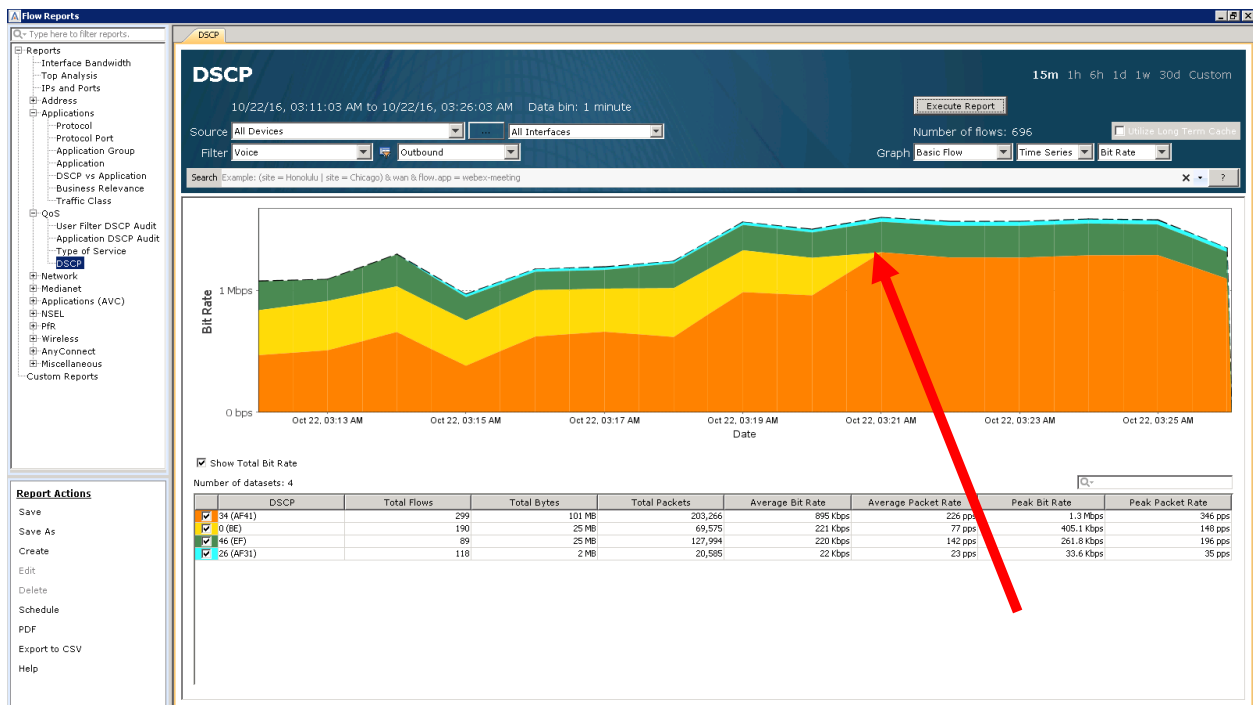 Flow Reports
Type here to filter reports.
Reports
Interface Bandwidth
Top Analysis
IPs and Ports
Address
Applications
Protocol
Protocol Port
Application Group
Application
DSCP vs Application
Business Relevance
Traffic Class
QoS
User Filter DSCP Audit
Application DSCP Audit
Type of Service
DSCP
Network
Medianet
Applications (AVC)
NSEL
PfR
Wireless
AnyConnect
Miscellaneous
Custom Reports
Report Actions
Save
Save As
Create
Edit
Delete
Schedule
PDF
Export to CSV
Help
DSCP
DSCP 15m 1h 6h 1d 1w 30d Custom
10/22/16, 03:11:03 AM to 10/22/16, 03:26:03 AM Data bin: 1 minute Execute Report
Source All Devices ... All Interfaces Number of flows: 696 Utilize Long Term Cache
Filter Voice Outbound Graph Basic Flow Time Series Bit Rate
Search Example: (site = Honolulu | site = Chicago) & wan & flow.app = webex-meeting X ?
Bit Rate
1 Mbps
0 bps
Oct 22, 03:13 AM Oct 22, 03:15 AM Oct 22, 03:17 AM Oct 22, 03:19 AM Oct 22, 03:21 AM Oct 22, 03:23 AM Oct 22, 03:25 AM
Date
Show Total Bit Rate
Number of datasets: 4
DSCP Total Flows Total Bytes Total Packets Average Bit Rate Average Packet Rate Peak Bit Rate Peak Packet Rate
34 (AF41) 299 101 MB 203,266 895 Kbps 226 pps 1.3 Mbps 346 pps
0 (BE) 190 25 MB 69,575 221 Kbps 77 pps 405.1 Kbps 148 pps
46 (EF) 89 25 MB 127,994 220 Kbps 142 pps 261.8 Kbps 196 pps
26 (AF31) 118 2 MB 20,585 22 Kbps 23 pps 33.6 Kbps 35 pps